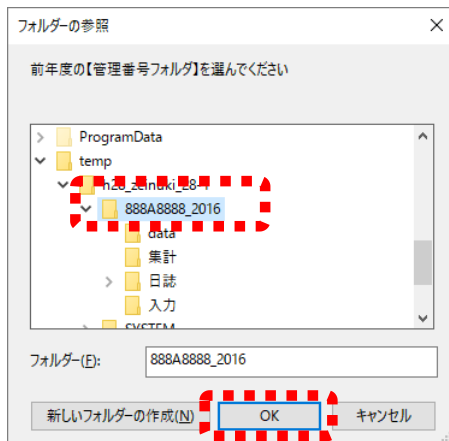 フォルダーの参照
前年度の【管理番号フォルダ】を選んでください
ProgramData
temp
888A8888_2016
data
集計
日誌
入力
SYSTEM
フォルダー(F):
888A8888_2016
新しいフォルダーの作成(N)
OK
キャンセル